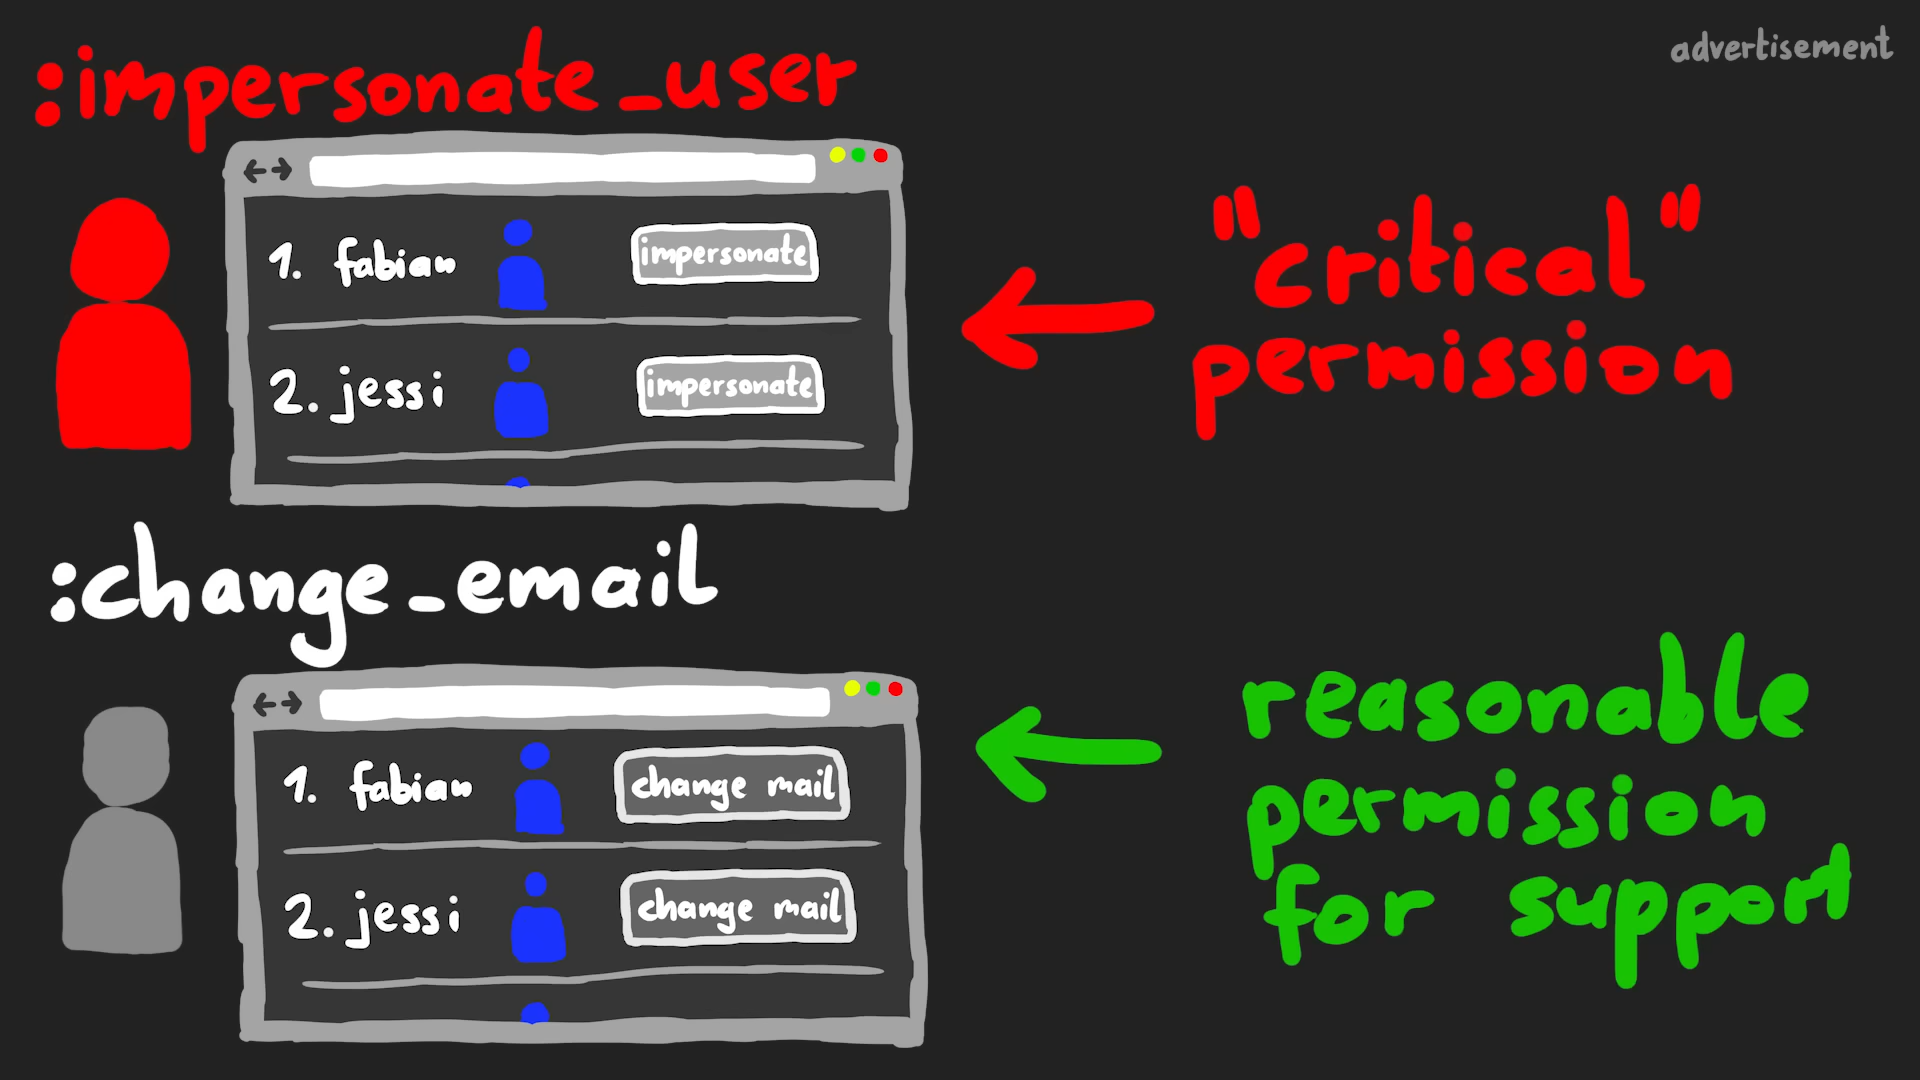 :impersonate_user
advertisement
1. fabian
impersonate
2. jessi
impersonate
"critical"
permission
:change_email
1. fabian
change mail
2. jessi
change mail
reasonable
permission
for support